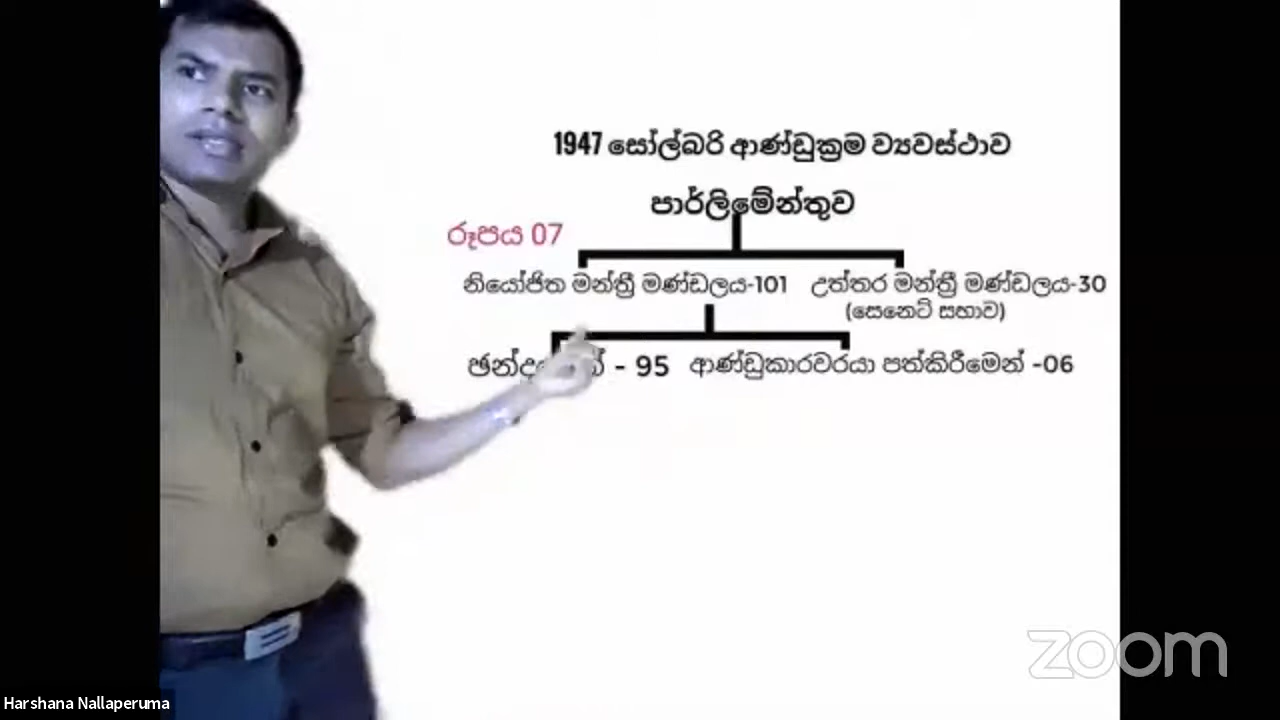 1947 සෝල්බරි ආණ්ඩුක්‍රම ව්‍යවස්ථාව
පාර්ලිමේන්තුව
රූපය 07
නියෝජිත මන්ත්‍රී මණ්ඩලය-101 උත්තර මන්ත්‍රී මණ්ඩලය-30
(සෙනෙට් සභාව)
- 95 ආණ්ඩුකාරවරයා පත්කිරීමෙන් -06
zoom
Harshana Nallaperuma